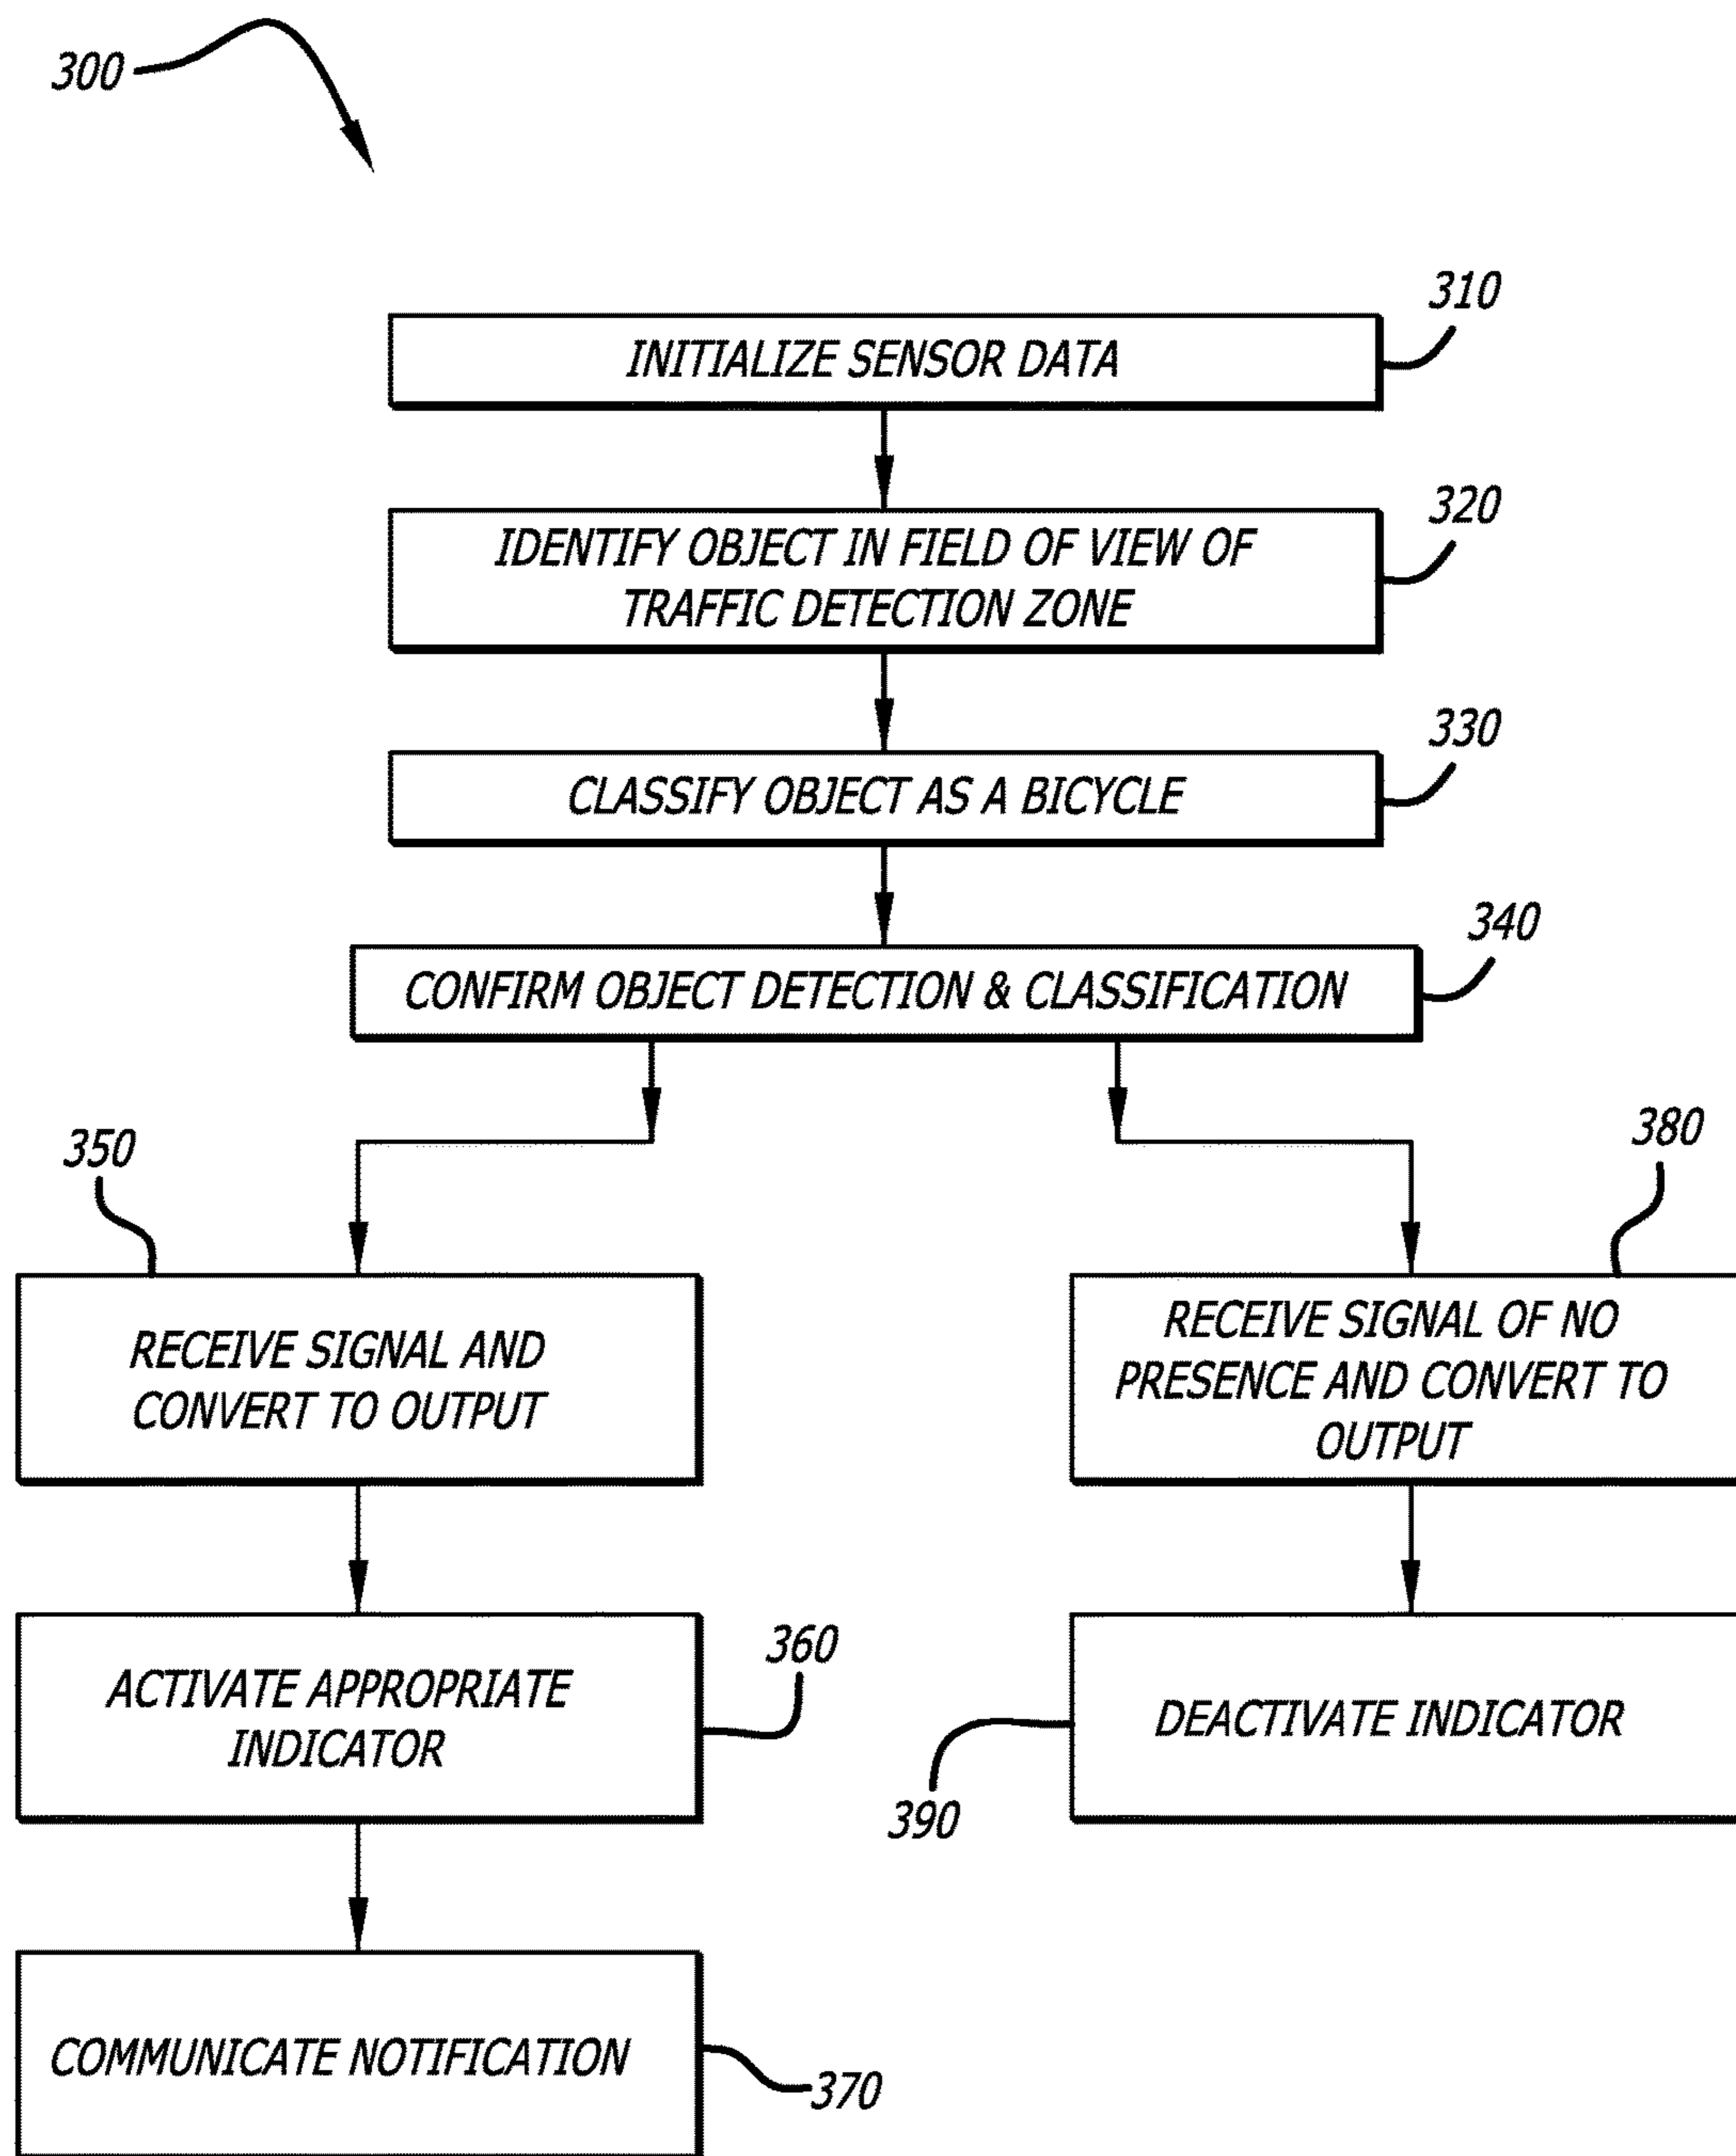 300
310
INITIALIZE SENSOR DATA
320
IDENTIFY OBJECT IN FIELD OF VIEW OF
TRAFFIC DETECTION ZONE
330
CLASSIFY OBJECT AS A BICYCLE
340
CONFIRM OBJECT DETECTION & CLASSIFICATION
350
RECEIVE SIGNAL AND
CONVERT TO OUTPUT
380
RECEIVE SIGNAL OF NO
PRESENCE AND CONVERT TO
OUTPUT
360
ACTIVATE APPROPRIATE
INDICATOR
390
DEACTIVATE INDICATOR
COMMUNICATE NOTIFICATION
370